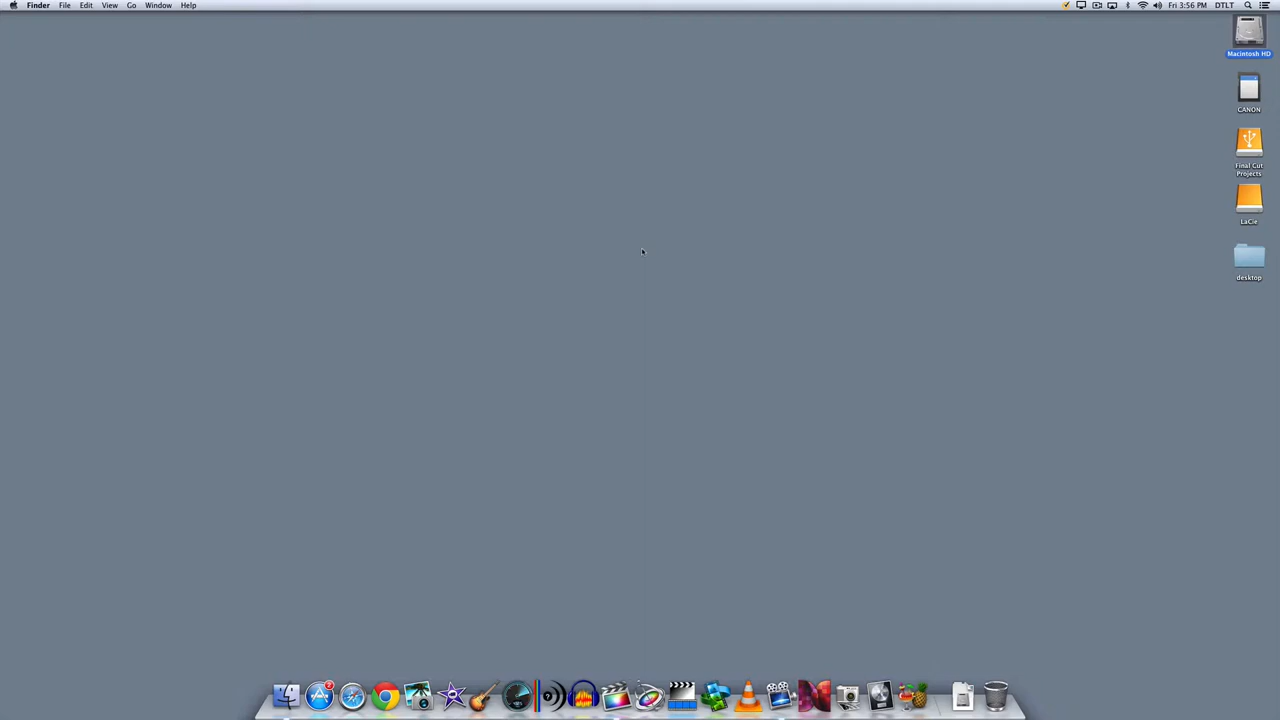 Finder File Edit View Go Window Help
Fri 3:56 PM DTLT
Macintosh HD
CANON
Final Cut
Projects
LaCie
desktop
2